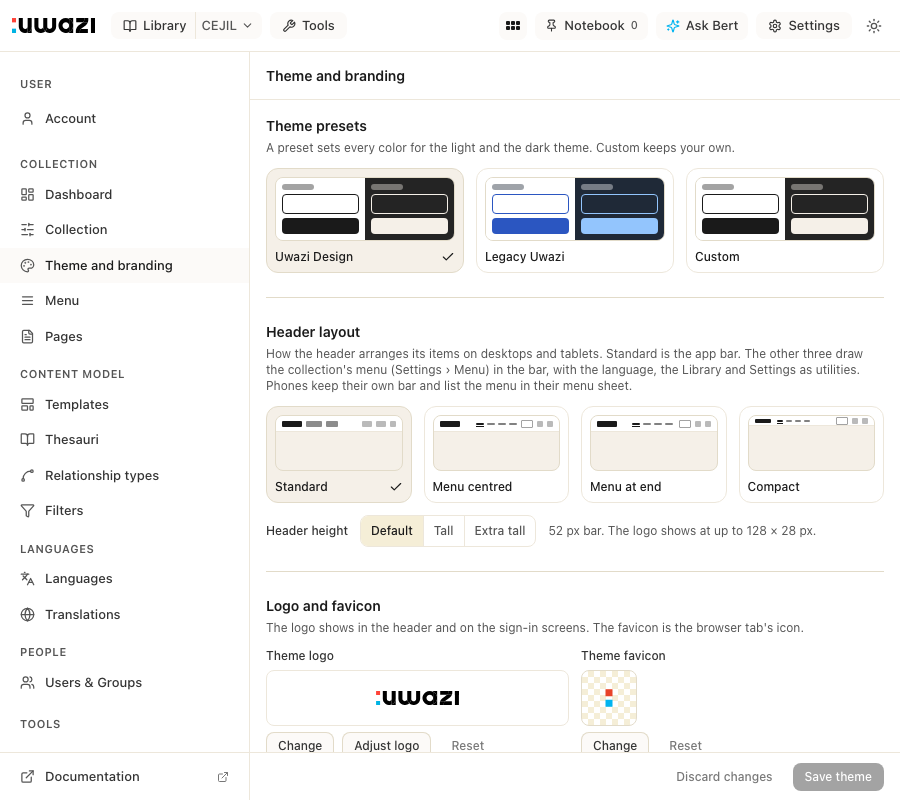 uwazi
Library
CEJIL
Tools
Notebook 0
Ask Bert
Settings
USER
Account
COLLECTION
Dashboard
Collection
Theme and branding
Menu
Pages
CONTENT MODEL
Templates
Thesauri
Relationship types
Filters
LANGUAGES
Languages
Translations
PEOPLE
Users & Groups
TOOLS
Documentation
Theme and branding
Theme presets
A preset sets every color for the light and the dark theme. Custom keeps your own.
Uwazi Design
Legacy Uwazi
Custom
Header layout
How the header arranges its items on desktops and tablets. Standard is the app bar. The other three draw
the collection's menu (Settings › Menu) in the bar, with the language, the Library and Settings as utilities.
Phones keep their own bar and list the menu in their menu sheet.
Standard
Menu centred
Menu at end
Compact
Header height
Default
Tall
Extra tall
52 px bar. The logo shows at up to 128 × 28 px.
Logo and favicon
The logo shows in the header and on the sign-in screens. The favicon is the browser tab's icon.
Theme logo
Theme favicon
uwazi
Change
Adjust logo
Reset
Change
Reset
Discard changes
Save theme